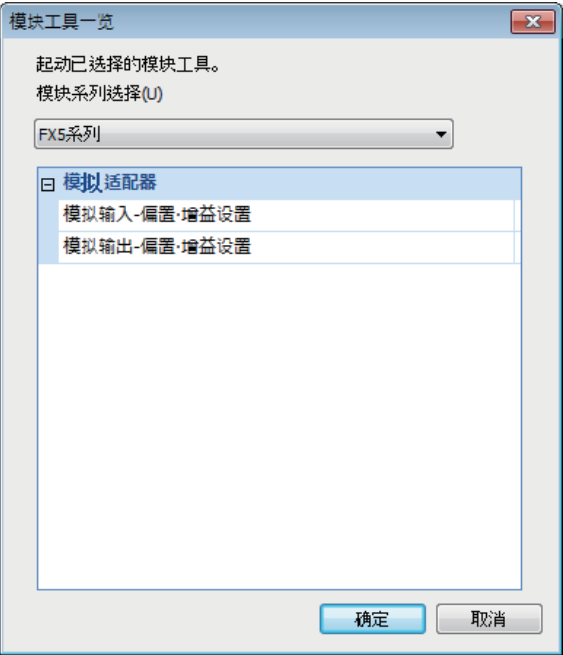 模块工具一览
起动已选择的模块工具。
模块系列选择(U)
FX5系列
模拟适配器
模拟输入-偏置·增益设置
模拟输出-偏置·增益设置
确定
取消